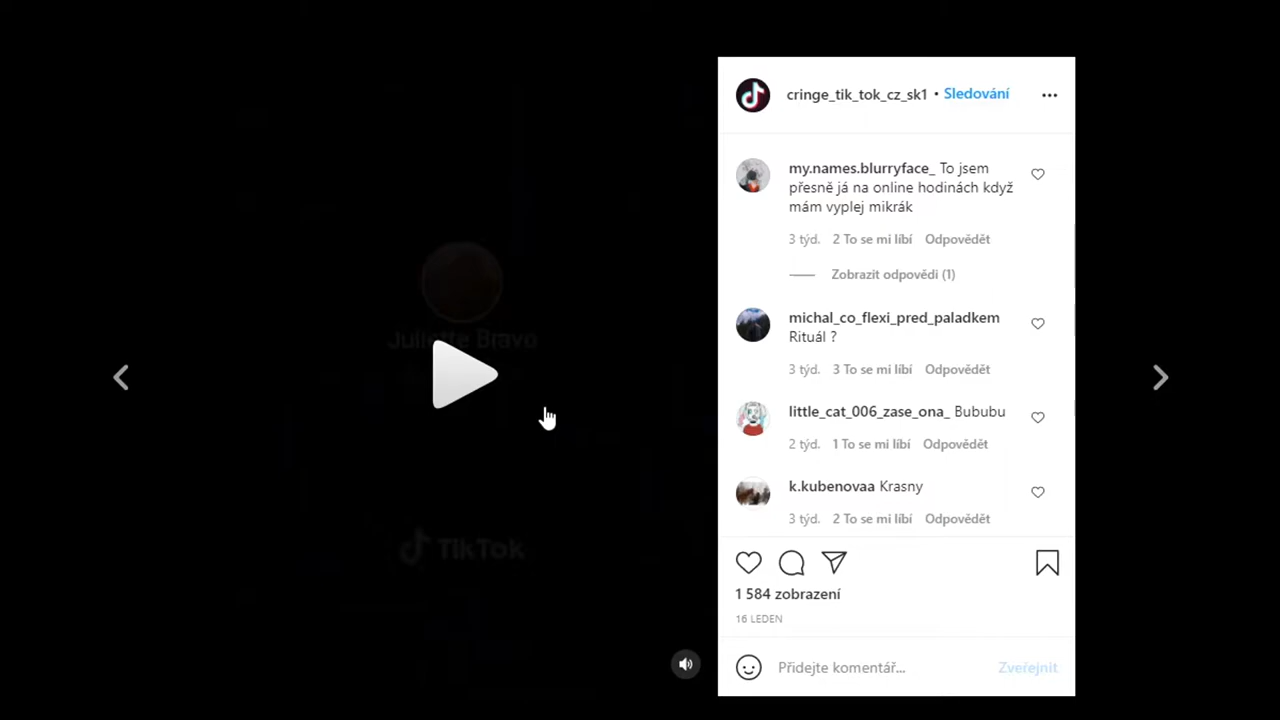 cringe_tik_tok_cz_sk1 • Sledování
my.names.blurryface_ To jsem
přesně já na online hodinách když
mám vyplej mikrák
3 týd. 2 To se mi líbí Odpovědět
Zobrazit odpovědi (1)
michal_co_flexi_pred_paladkem
Rituál ?
3 týd. 3 To se mi líbí Odpovědět
little_cat_006_zase_ona_ Bububu
2 týd. 1 To se mi líbí Odpovědět
k.kubenovaa Krasny
3 týd. 2 To se mi líbí Odpovědět
1 584 zobrazení
16 LEDEN
Přidejte komentář... Zveřejnit
Juliette Bravo
TikTok